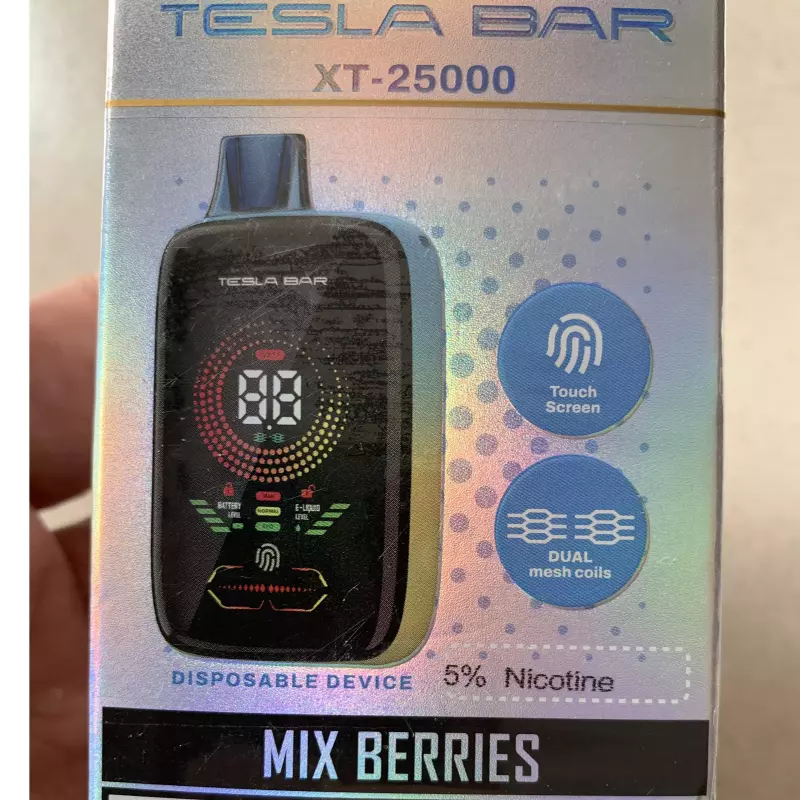 TESLA BAR
XT-25000
TESLA BAR
88
Touch
Screen
BATTERY
LEVEL
NORMAL
E-LIQUID
LEVEL
ECO
DUAL
mesh coils
DISPOSABLE DEVICE
5% Nicotine
MIX BERRIES